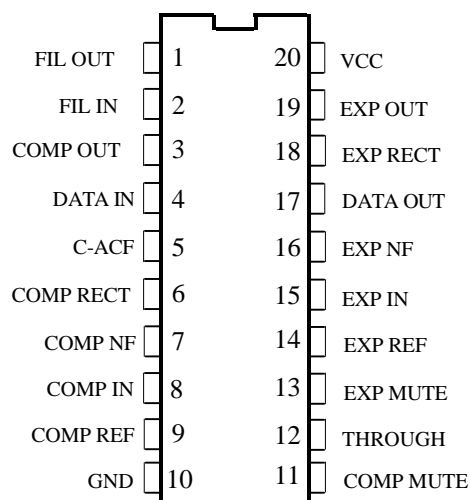 FIL OUT 1 20 VCC
FIL IN 2 19 EXP OUT
COMP OUT 3 18 EXP RECT
DATA IN 4 17 DATA OUT
C-ACF 5 16 EXP NF
COMP RECT 6 15 EXP IN
COMP NF 7 14 EXP REF
COMP IN 8 13 EXP MUTE
COMP REF 9 12 THROUGH
GND 10 11 COMP MUTE